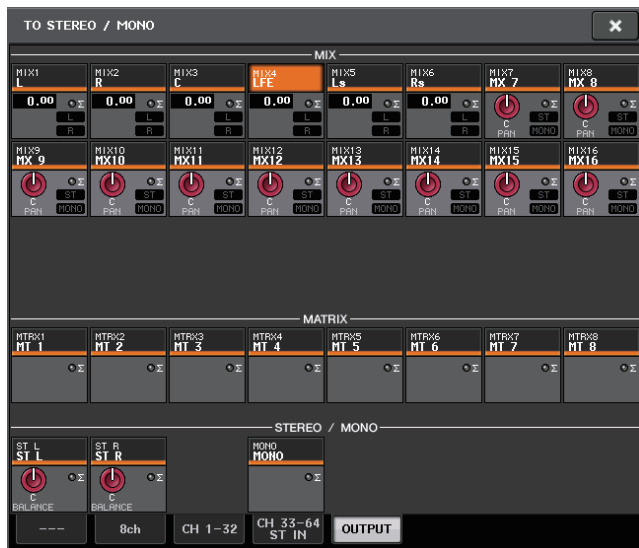 TO STEREO / MONO
MIX
MIX1 MIX2 MIX3 MIX4 MIX5 MIX6 MIX7 MIX8
L R C LFE Ls Rs MX 7 MX 8
0.00 Σ 0.00 Σ 0.00 Σ 0.00 Σ 0.00 Σ 0.00 Σ Σ Σ
L L L L L L ST ST
R R R R R R C PAN MONO C PAN MONO
MIX9 MIX10 MIX11 MIX12 MIX13 MIX14 MIX15 MIX16
MX 9 MX10 MX11 MX12 MX13 MX14 MX15 MX16
Σ Σ Σ Σ Σ Σ Σ Σ
ST ST ST ST ST ST ST ST
C C C C C C C C
PAN MONO PAN MONO PAN MONO PAN MONO PAN MONO PAN MONO PAN MONO PAN MONO
MATRIX
MTRX1 MTRX2 MTRX3 MTRX4 MTRX5 MTRX6 MTRX7 MTRX8
MT 1 MT 2 MT 3 MT 4 MT 5 MT 6 MT 7 MT 8
Σ Σ Σ Σ Σ Σ Σ Σ
STEREO / MONO
ST L ST R MONO
ST L ST R MONO
Σ Σ Σ
C C
BALANCE BALANCE
--- 8ch CH 1-32 CH 33-64 OUTPUT
ST IN